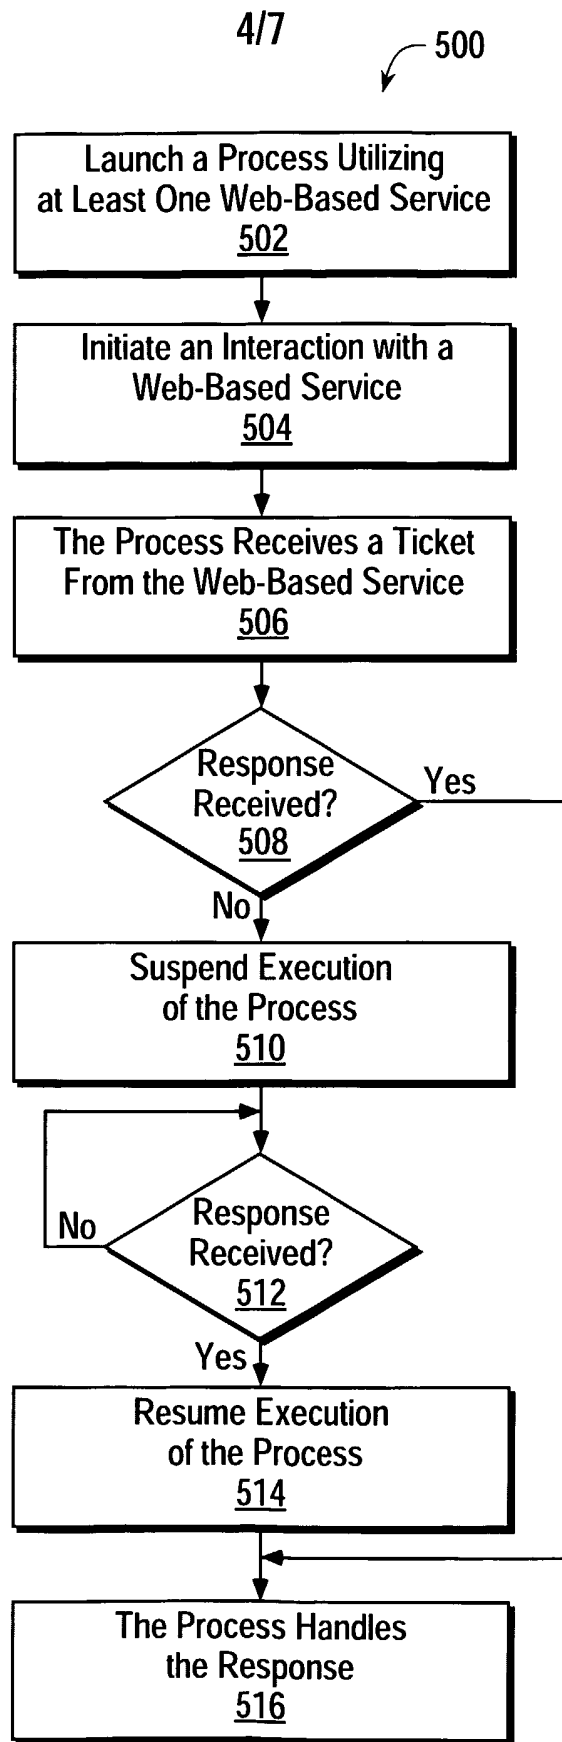 4/7
500
Launch a Process Utilizing
at Least One Web-Based Service
502
Initiate an Interaction with a
Web-Based Service
504
The Process Receives a Ticket
From the Web-Based Service
506
Response
Received?
508
Yes
No
Suspend Execution
of the Process
510
Response
Received?
512
No
Yes
Resume Execution
of the Process
514
The Process Handles
the Response
516